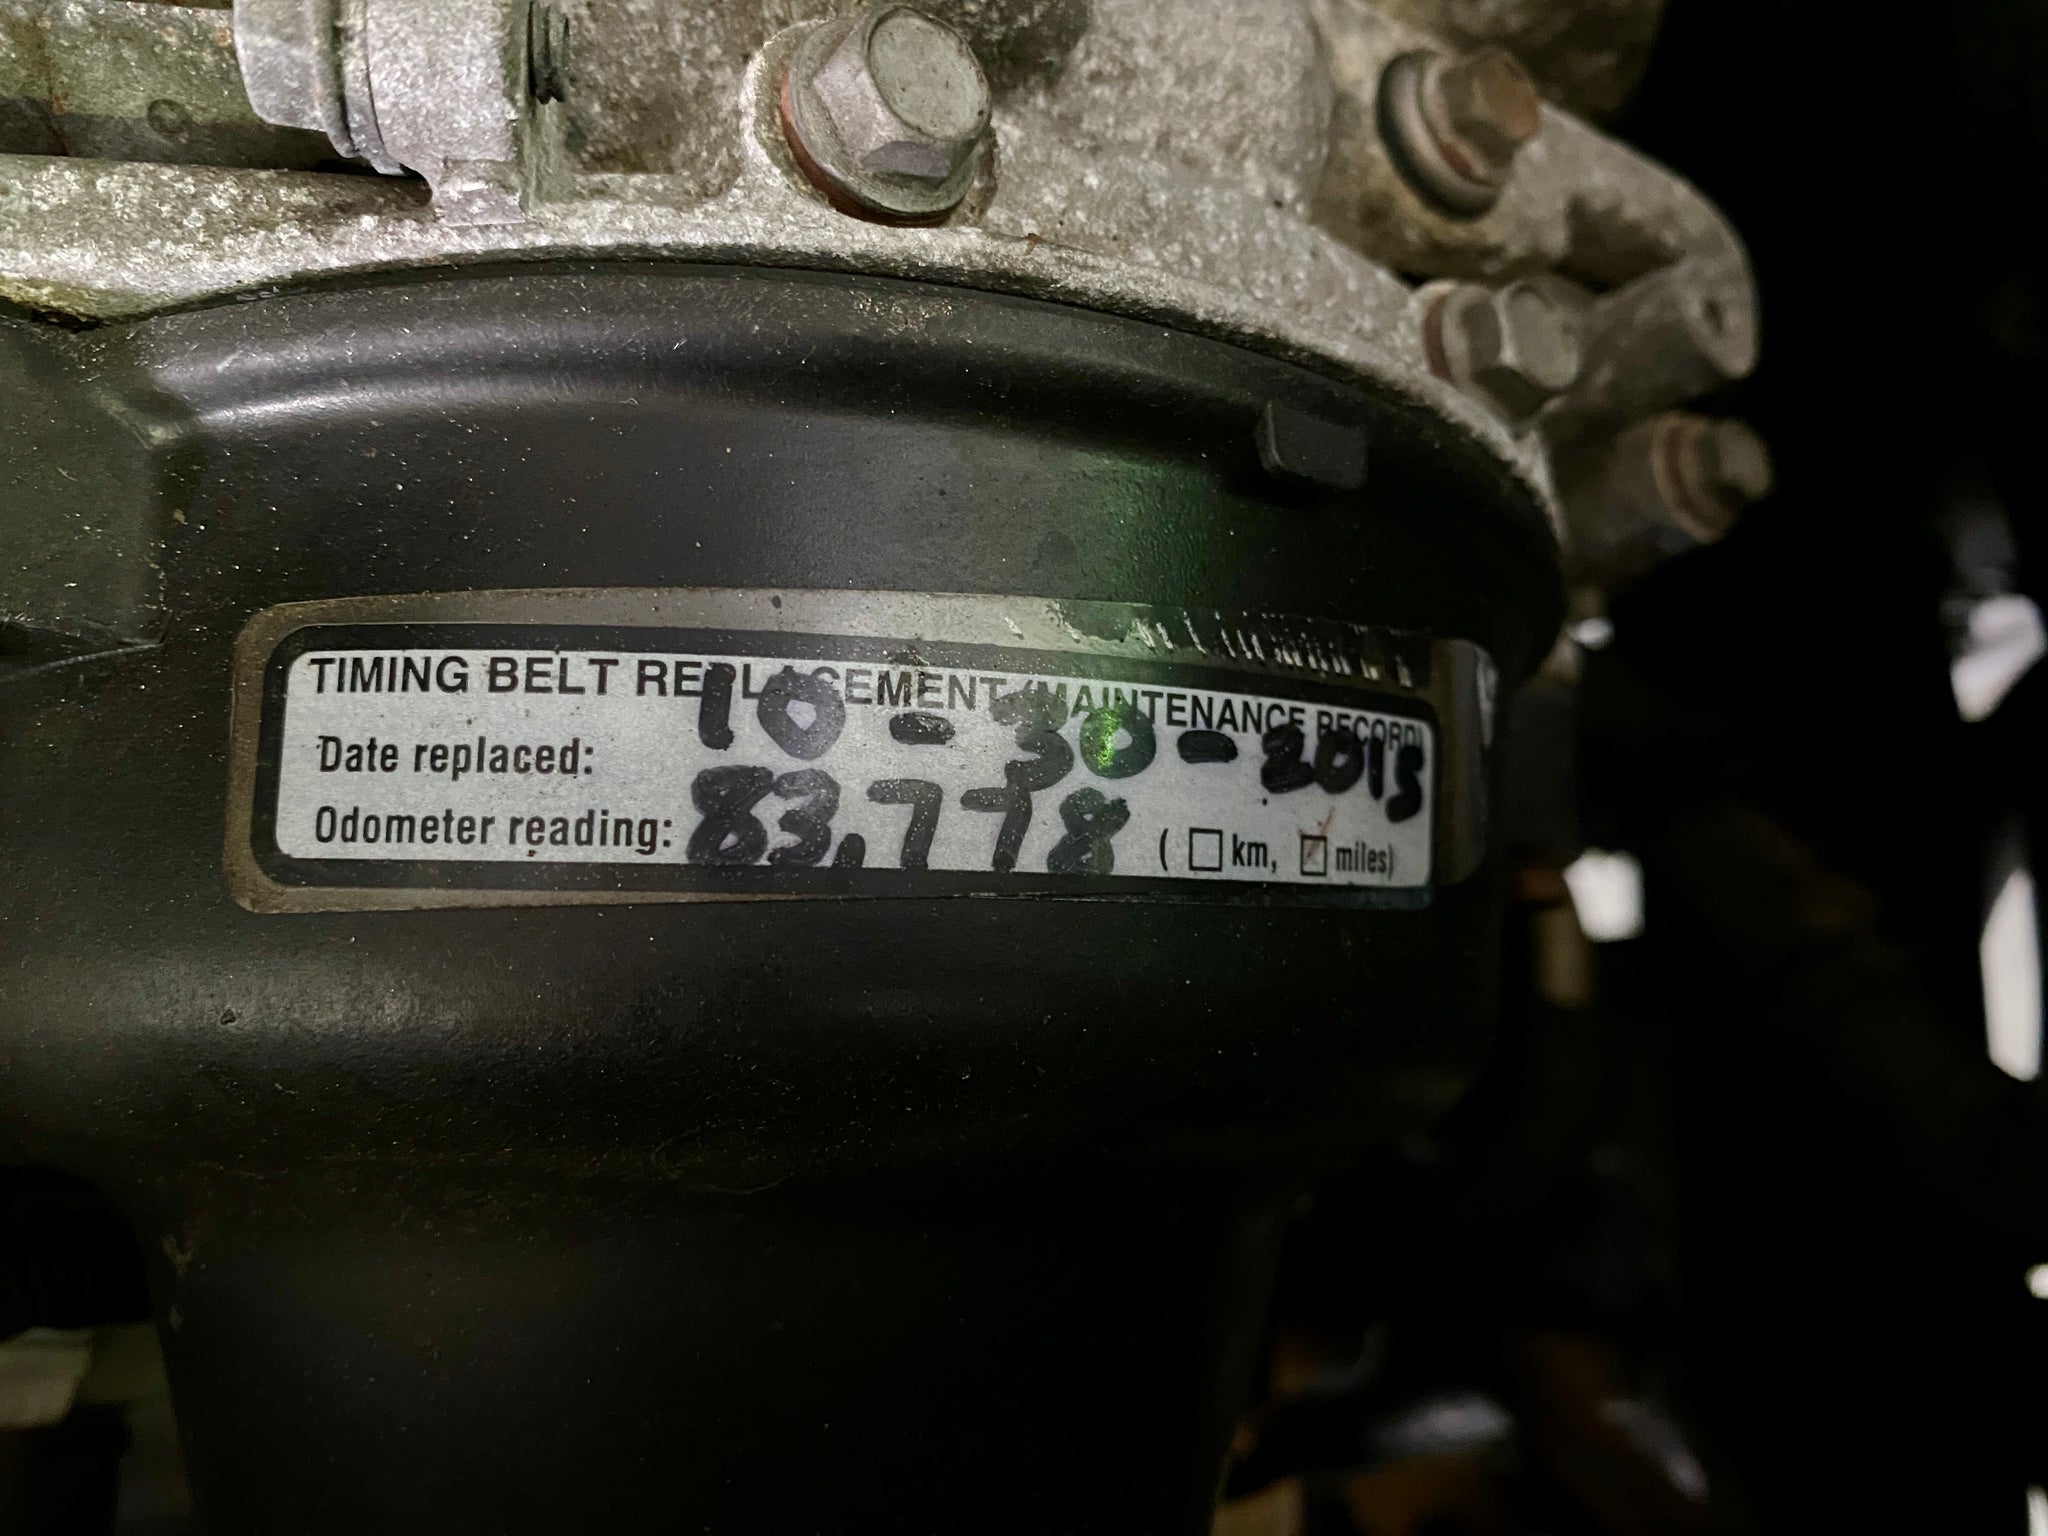 TIMING BELT REPLACEMENT (MAINTENANCE RECORD)
Date replaced: 10-30-2015
Odometer reading: 83,778 ( km, miles)